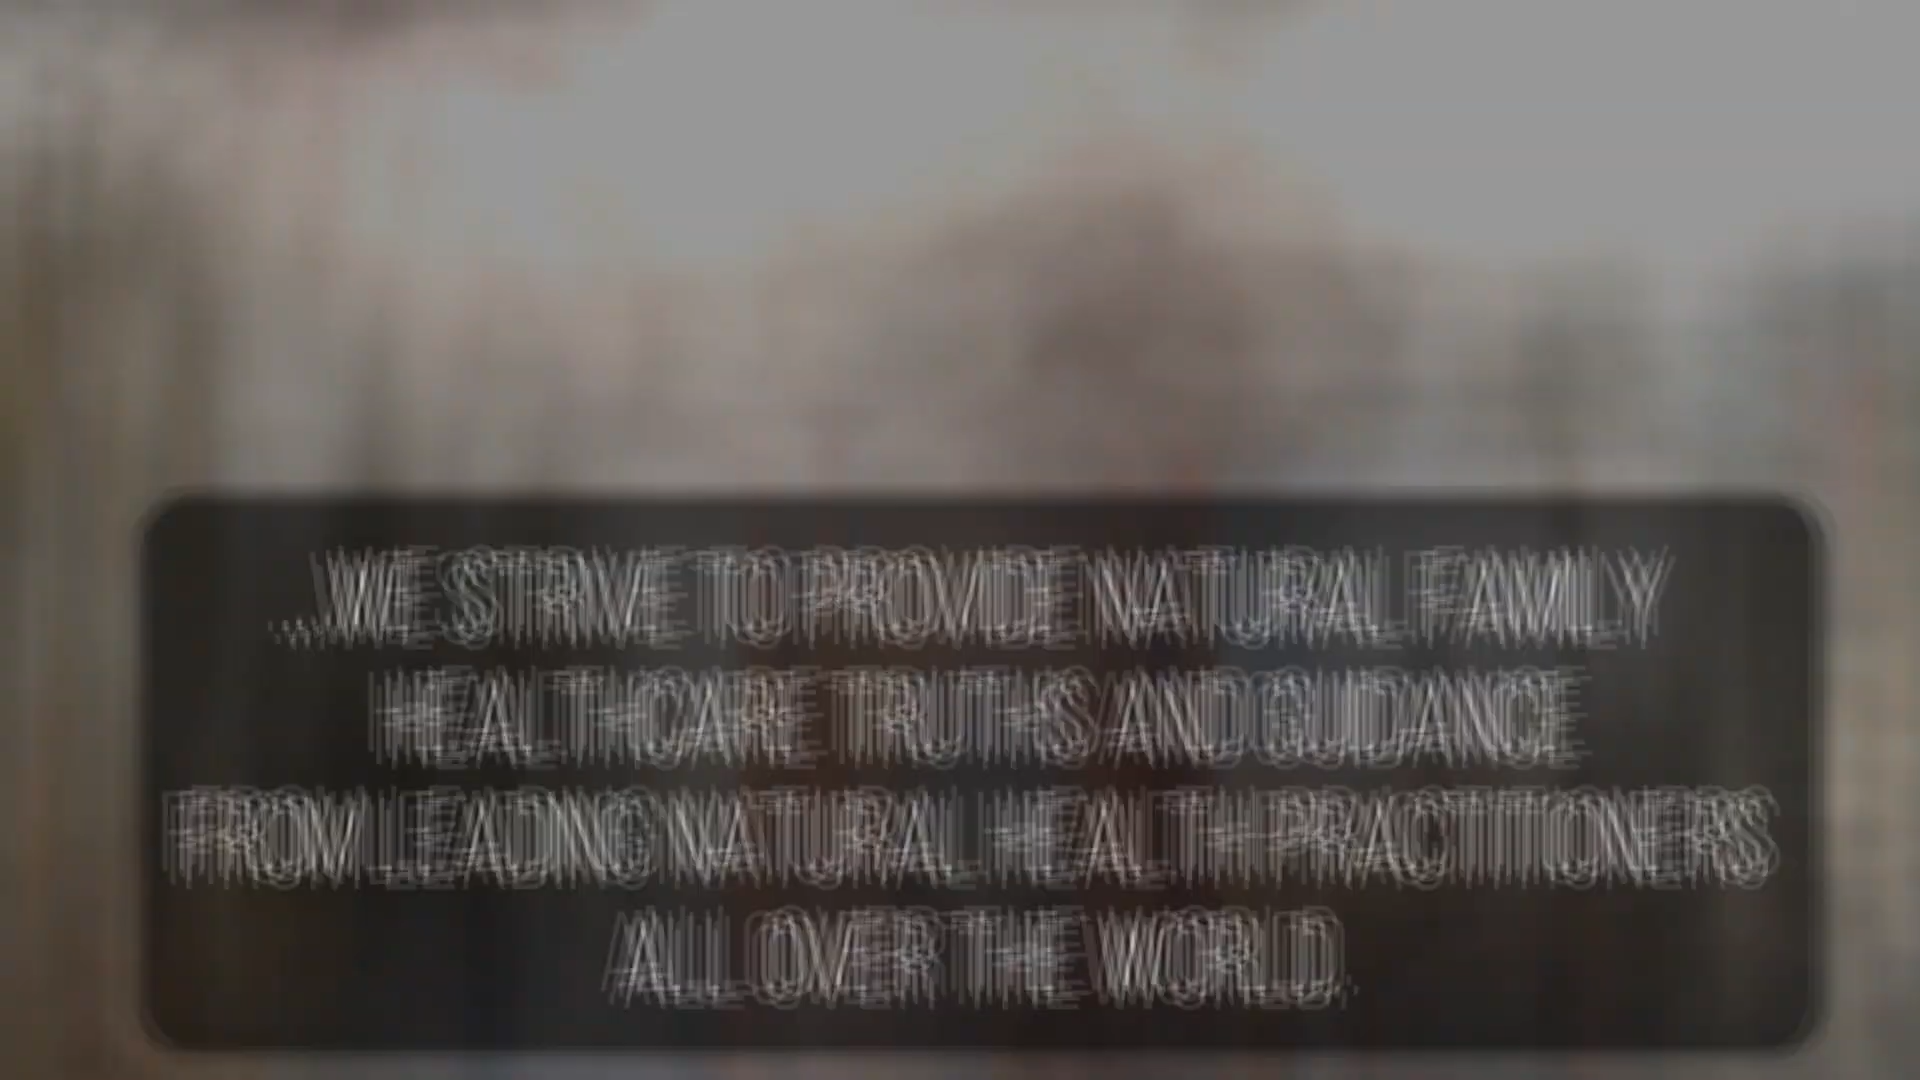 ...WE STRIVE TO PROVIDE NATURAL FAMILY
HEALTHCARE TRUTHS AND GUIDANCE
FROM LEADING NATURAL HEALTH PRACTITIONERS
ALL OVER THE WORLD.